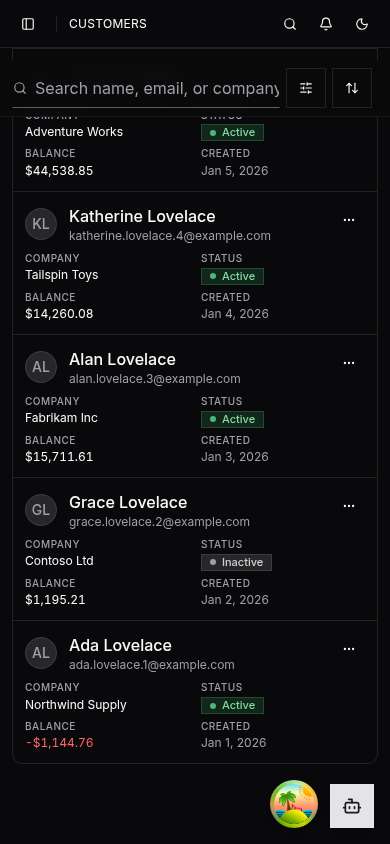 CUSTOMERS
Search name, email, or company
Adventure Works
Active
BALANCE CREATED
$44,538.85 Jan 5, 2026
KL Katherine Lovelace
katherine.lovelace.4@example.com
COMPANY STATUS
Tailspin Toys Active
BALANCE CREATED
$14,260.08 Jan 4, 2026
AL Alan Lovelace
alan.lovelace.3@example.com
COMPANY STATUS
Fabrikam Inc Active
BALANCE CREATED
$15,711.61 Jan 3, 2026
GL Grace Lovelace
grace.lovelace.2@example.com
COMPANY STATUS
Contoso Ltd Inactive
BALANCE CREATED
$1,195.21 Jan 2, 2026
AL Ada Lovelace
ada.lovelace.1@example.com
COMPANY STATUS
Northwind Supply Active
BALANCE CREATED
-$1,144.76 Jan 1, 2026